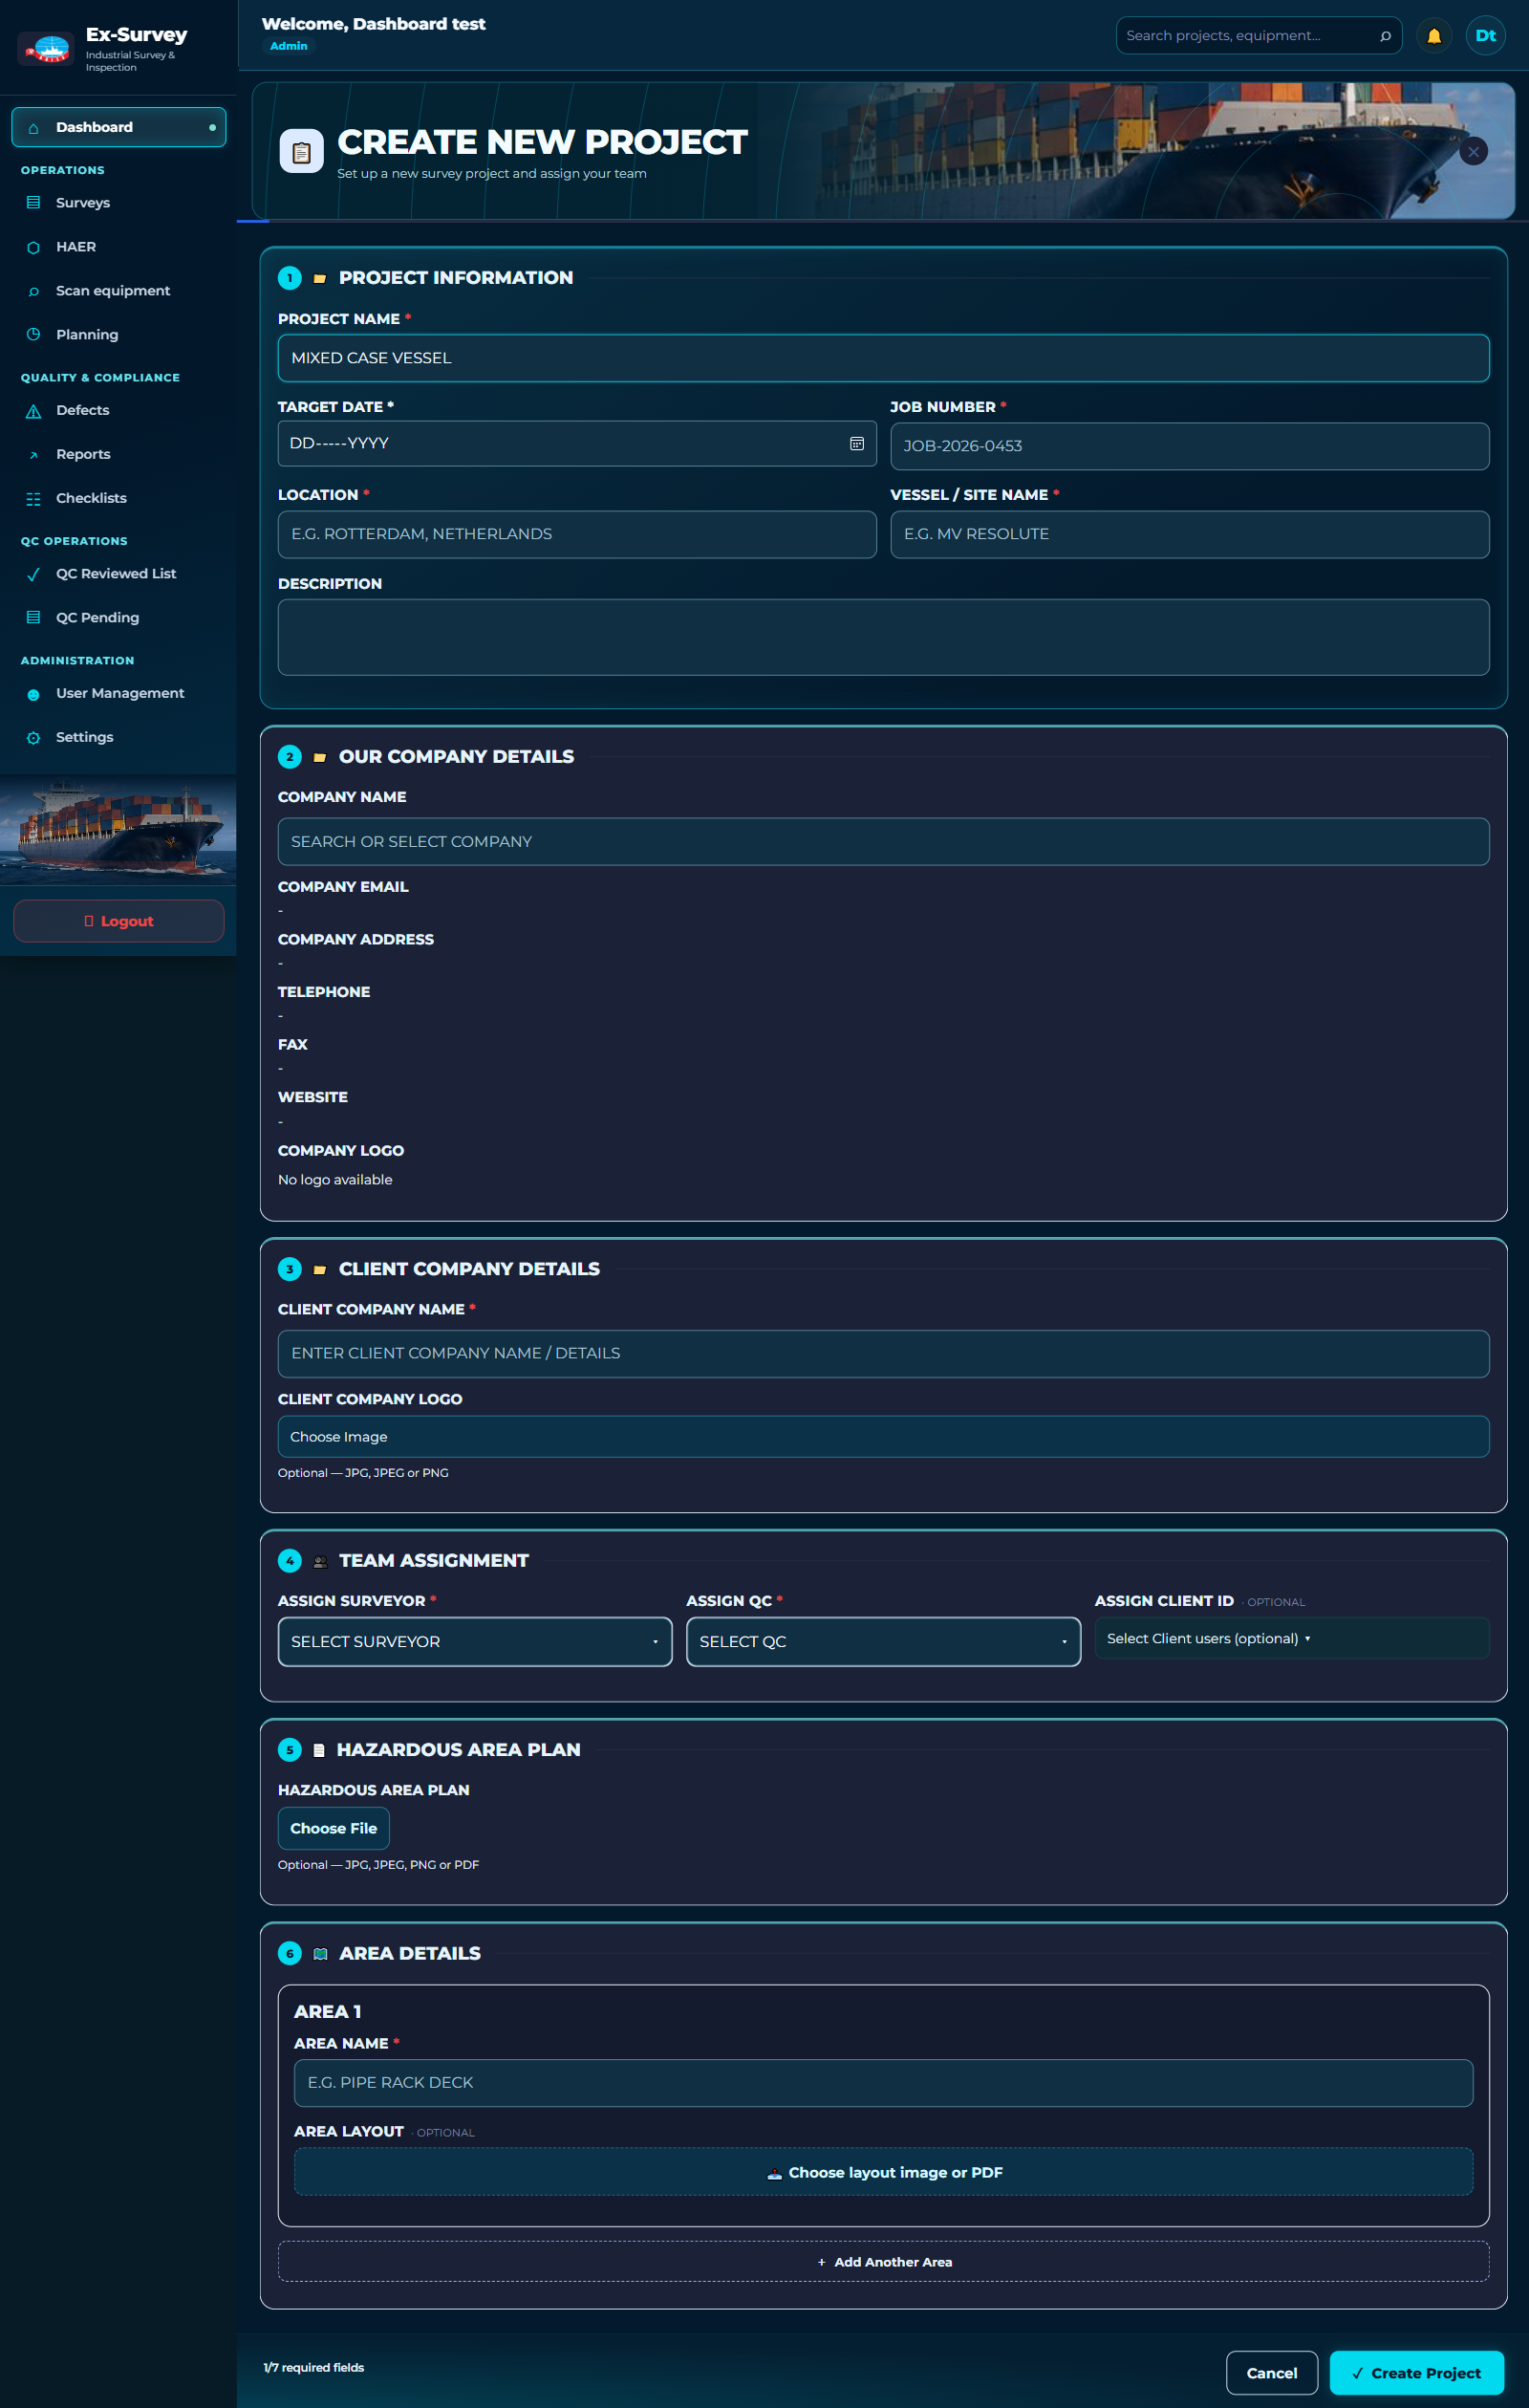 Ex-Survey
Industrial Survey &
Inspection
Dashboard
OPERATIONS
Surveys
HAER
Scan equipment
Planning
QUALITY & COMPLIANCE
Defects
Reports
Checklists
QC OPERATIONS
QC Reviewed List
QC Pending
ADMINISTRATION
User Management
Settings
Logout
Welcome, Dashboard test
Admin
Search projects, equipment...
Dt
CREATE NEW PROJECT
Set up a new survey project and assign your team
1 PROJECT INFORMATION
PROJECT NAME *
MIXED CASE VESSEL
TARGET DATE *
DD-----YYYY
JOB NUMBER *
JOB-2026-0453
LOCATION *
E.G. ROTTERDAM, NETHERLANDS
VESSEL / SITE NAME *
E.G. MV RESOLUTE
DESCRIPTION
2 OUR COMPANY DETAILS
COMPANY NAME
SEARCH OR SELECT COMPANY
COMPANY EMAIL
-
COMPANY ADDRESS
-
TELEPHONE
-
FAX
-
WEBSITE
-
COMPANY LOGO
No logo available
3 CLIENT COMPANY DETAILS
CLIENT COMPANY NAME *
ENTER CLIENT COMPANY NAME / DETAILS
CLIENT COMPANY LOGO
Choose Image
Optional — JPG, JPEG or PNG
4 TEAM ASSIGNMENT
ASSIGN SURVEYOR *
SELECT SURVEYOR
ASSIGN QC *
SELECT QC
ASSIGN CLIENT ID · OPTIONAL
Select Client users (optional) ▾
5 HAZARDOUS AREA PLAN
HAZARDOUS AREA PLAN
Choose File
Optional — JPG, JPEG, PNG or PDF
6 AREA DETAILS
AREA 1
AREA NAME *
E.G. PIPE RACK DECK
AREA LAYOUT · OPTIONAL
Choose layout image or PDF
+ Add Another Area
1/7 required fields
Cancel
✓ Create Project